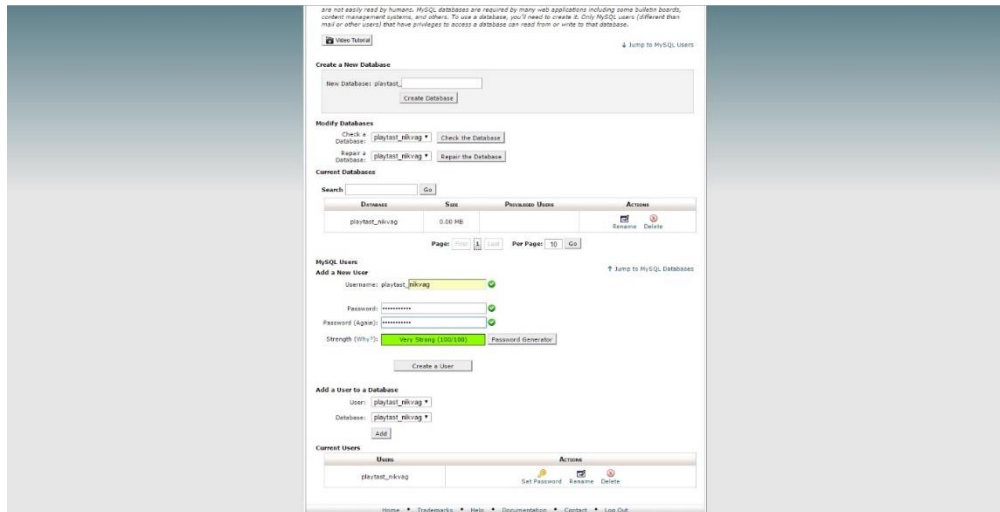 are not easily read by humans. MySQL databases are required by many web applications including some bulletin boards,
content management systems, and others. To use a database, you'll need to create it. Only MySQL users (different than
mail or other users) that have privileges to access a database can read from or write to that database.
Video Tutorial
↓ Jump to MySQL Users
Create a New Database
New Database: playtast_
Create Database
Modify Databases
Check a Database: playtast_nikvag ▼ Check the Database
Repair a Database: playtast_nikvag ▼ Repair the Database
Current Databases
Search Go
Database Size Privileged Users Actions
playtast_nikvag 0.00 MB Rename Delete
Page: First 1 Last Per Page: 10 Go
MySQL Users
↑ Jump to MySQL Databases
Add a New User
Username: playtast_nikvag
Password: •••••••••••
Password (Again): •••••••••••
Strength (Why?): Very Strong (100/100) Password Generator
Create a User
Add a User to a Database
User: playtast_nikvag ▼
Database: playtast_nikvag ▼
Add
Current Users
Users Actions
playtast_nikvag Set Password Rename Delete
Home • Trademarks • Help • Documentation • Contact • Log Out